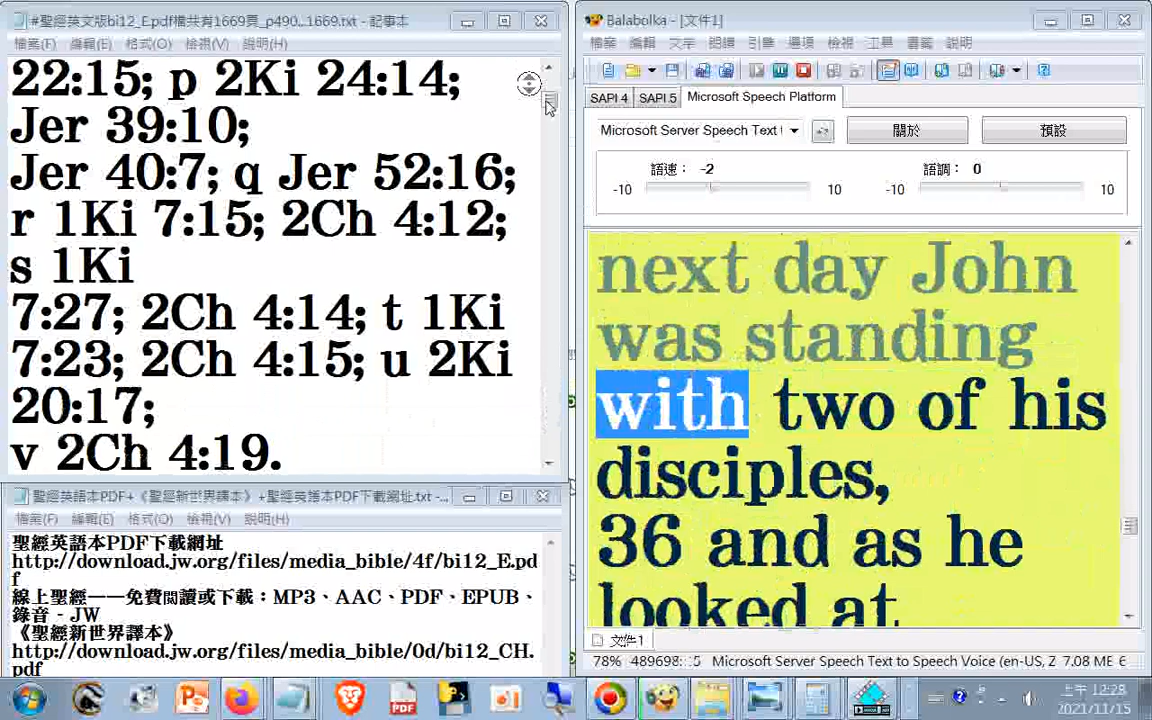 #聖經英文版bi12_E.pdf檔共有1669頁_p490...1669.txt - 記事本
檔案(F) 編輯(E) 格式(O) 檢視(V) 說明(H)
22:15; p 2Ki 24:14;
Jer 39:10;
Jer 40:7; q Jer 52:16;
r 1Ki 7:15; 2Ch 4:12;
s 1Ki
7:27; 2Ch 4:14; t 1Ki
7:23; 2Ch 4:15; u 2Ki
20:17;
v 2Ch 4:19.
聖經英語本PDF+《聖經新世界譯本》+聖經英語本PDF下載網址.txt -...
檔案(F) 編輯(E) 格式(O) 檢視(V) 說明(H)
聖經英語本PDF下載網址
http://download.jw.org/files/media_bible/4f/bi12_E.pd
f
線上聖經——免費閱讀或下載：MP3、AAC、PDF、EPUB、
錄音 - JW
《聖經新世界譯本》
http://download.jw.org/files/media_bible/0d/bi12_CH.
pdf
Balabolka - [文件1]
檔案 編輯 文字 朗讀 引擎 選項 檢視 工具 書籤 說明
SAPI 4 SAPI 5 Microsoft Speech Platform
Microsoft Server Speech Text
關於 預設
語速： -2 語調： 0
-10 10 -10 10
next day John
was standing
with two of his
disciples,
36 and as he
looked at
文件1
78% Microsoft Server Speech Text to Speech Voice (en-US, Z 7.08 ME 6
PDF
上午 12:28
2021/11/15